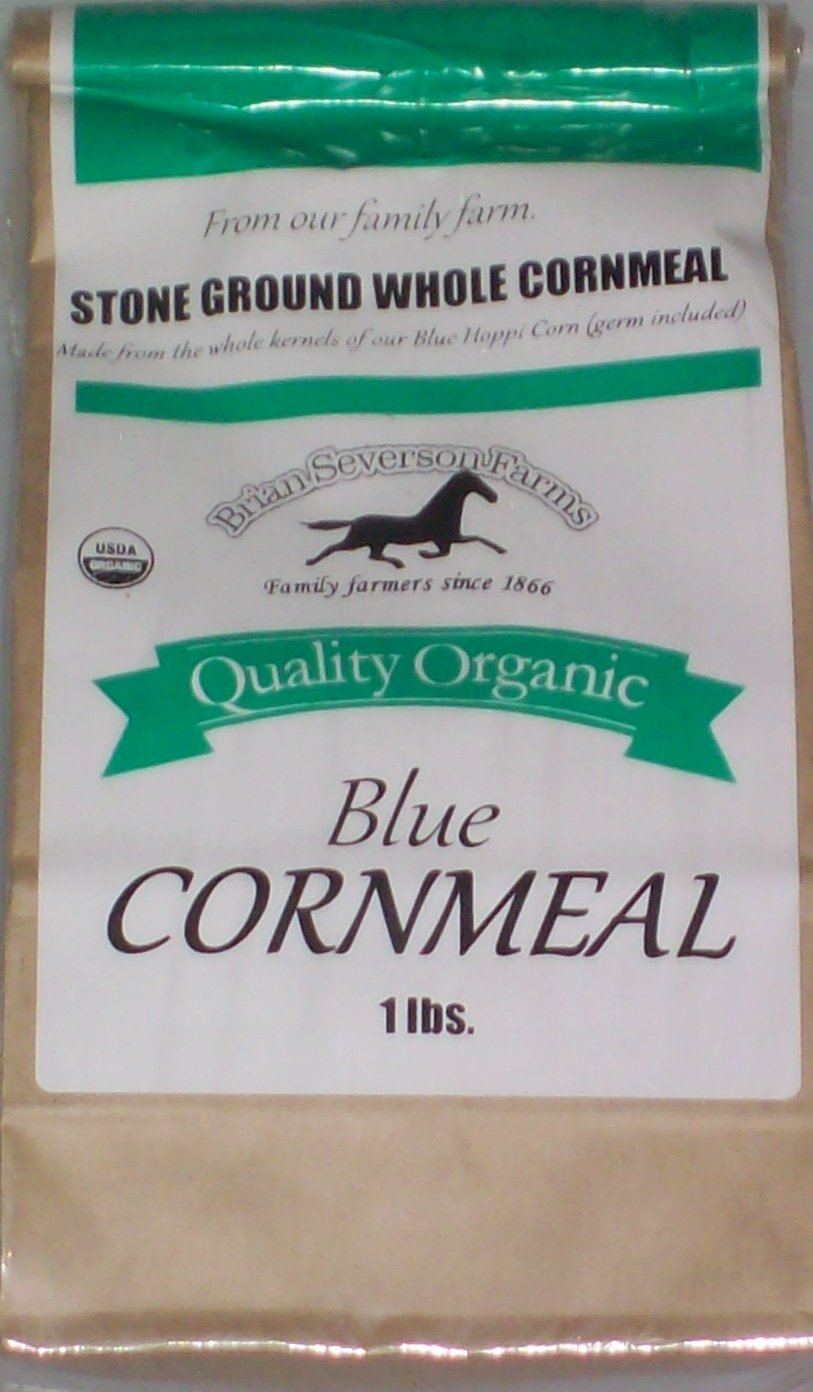 From our family farm.
STONE GROUND WHOLE CORNMEAL
Made from the whole kernels of our Blue Hoppi Corn (germ included)
Brian Severson Farms
USDA
ORGANIC
Family farmers since 1866
Quality Organic
Blue
CORNMEAL
1 lbs.